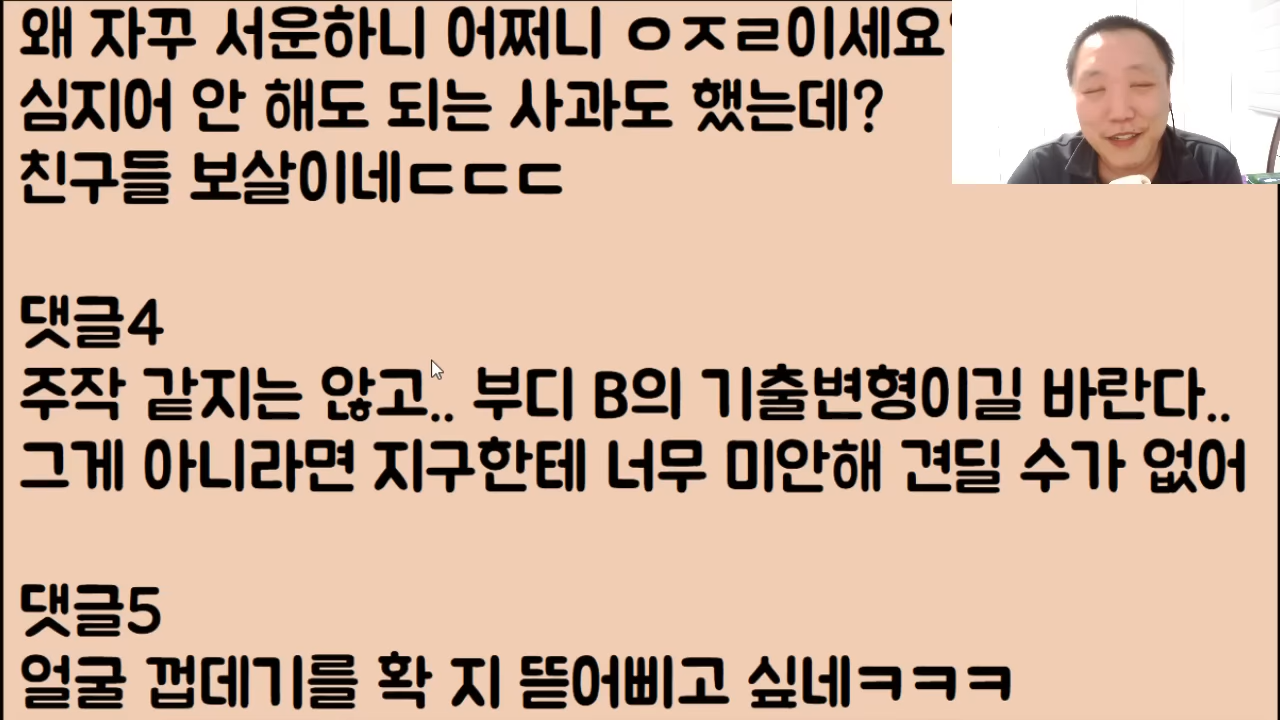 왜 자꾸 서운하니 어쩌니 ㅇㅈㄹ이세요
심지어 안 해도 되는 사과도 했는데?
친구들 보살이네ㄷㄷㄷ
댓글4
주작 같지는 않고.. 부디 B의 기출변형이길 바란다..
그게 아니라면 지구한테 너무 미안해 견딜 수가 없어
댓글5
얼굴 껍데기를 확 지 뜯어삐고 싶네ㅋㅋㅋ